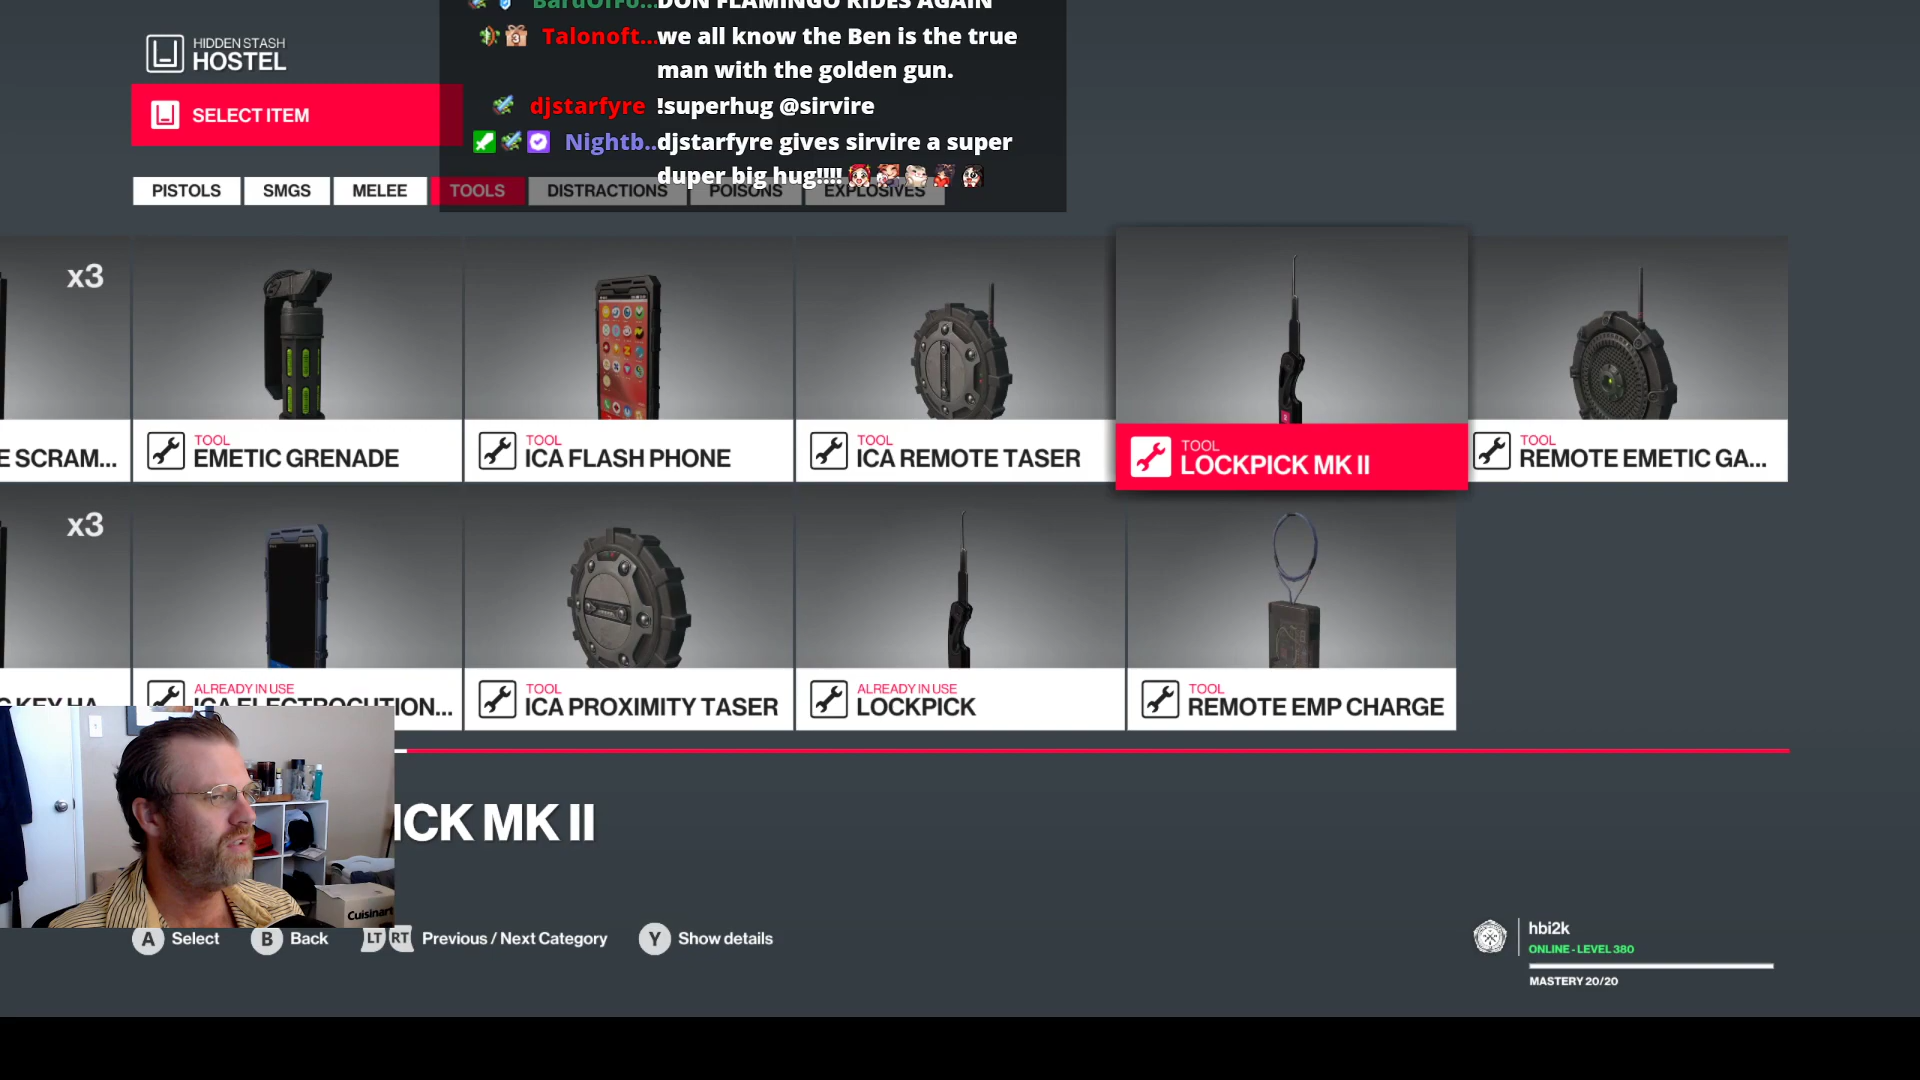 HIDDEN STASH
HOSTEL
SELECT ITEM
DON FLAMINGO RIDES AGAIN
Talonoft... we all know the Ben is the true
man with the golden gun.
djstarfyre !superhug @sirvire
Nightb.. djstarfyre gives sirvire a super
duper big hug!!!!
PISTOLS SMGS MELEE TOOLS DISTRACTIONS POISONS EXPLOSIVES
x3
E SCRAM...
TOOL
EMETIC GRENADE
TOOL
ICA FLASH PHONE
TOOL
ICA REMOTE TASER
TOOL
LOCKPICK MK II
TOOL
REMOTE EMETIC GA...
x3
ALREADY IN USE
ICA ELECTROCUTION...
TOOL
ICA PROXIMITY TASER
ALREADY IN USE
LOCKPICK
TOOL
REMOTE EMP CHARGE
ICK MK II
Cuisinart
A Select B Back LT RT Previous / Next Category Y Show details
hbi2k
ONLINE - LEVEL 380
MASTERY 20/20